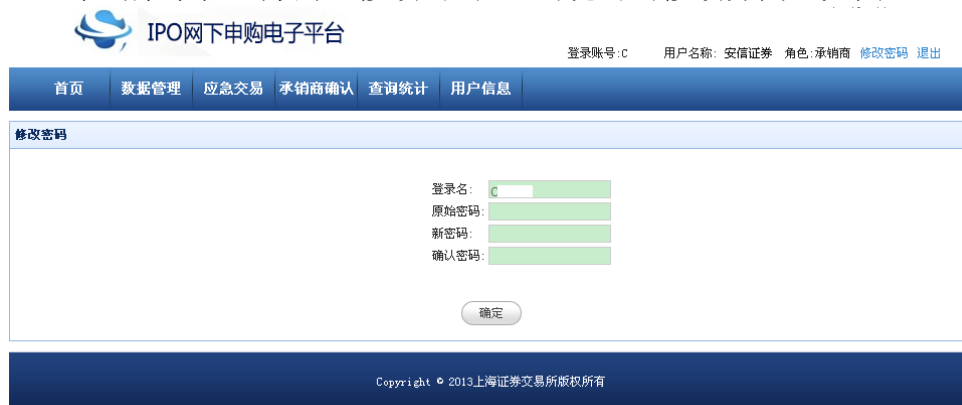 IPO网下申购电子平台
登录账号:C 用户名称: 安信证券 角色:承销商 修改密码 退出
首页 数据管理 应急交易 承销商确认 查询统计 用户信息
修改密码
登录名: C
原始密码:
新密码:
确认密码:
确定
Copyright © 2013上海证券交易所版权所有